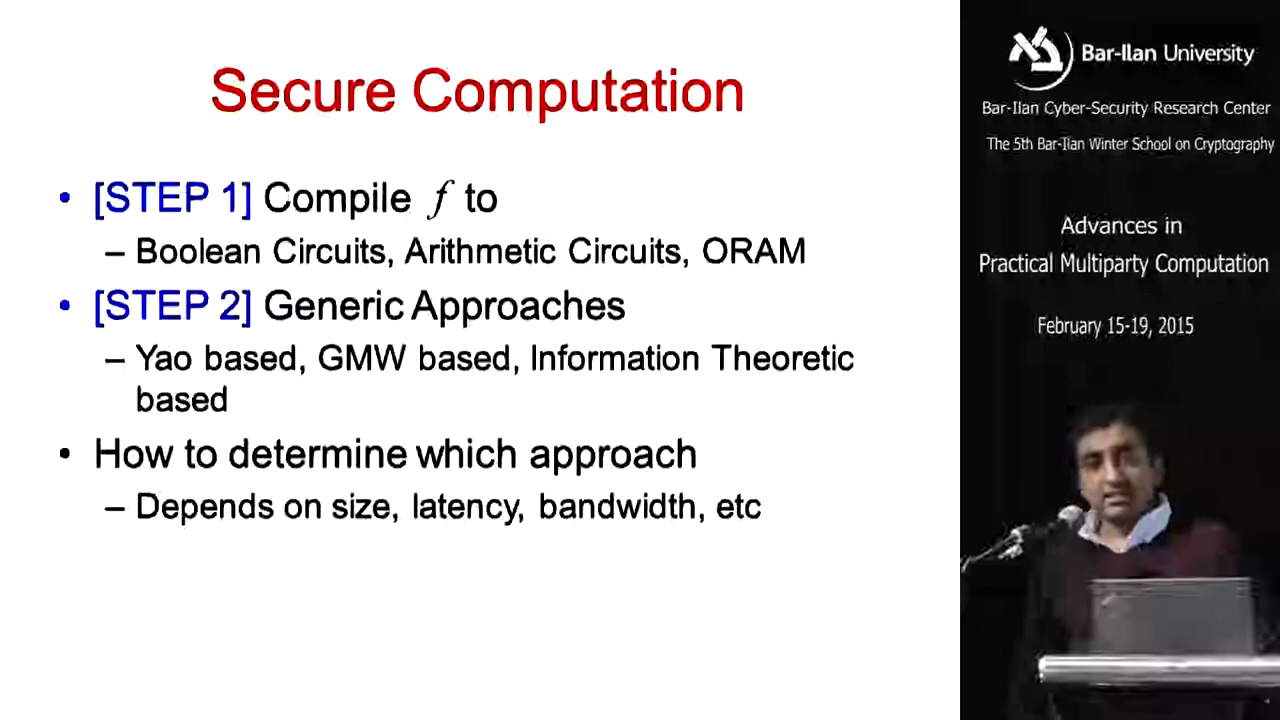 Secure Computation
• [STEP 1] Compile f to
– Boolean Circuits, Arithmetic Circuits, ORAM
• [STEP 2] Generic Approaches
– Yao based, GMW based, Information Theoretic
based
• How to determine which approach
– Depends on size, latency, bandwidth, etc
Bar-Ilan University
Bar-Ilan Cyber-Security Research Center
The 5th Bar-Ilan Winter School on Cryptography
Advances in
Practical Multiparty Computation
February 15-19, 2015